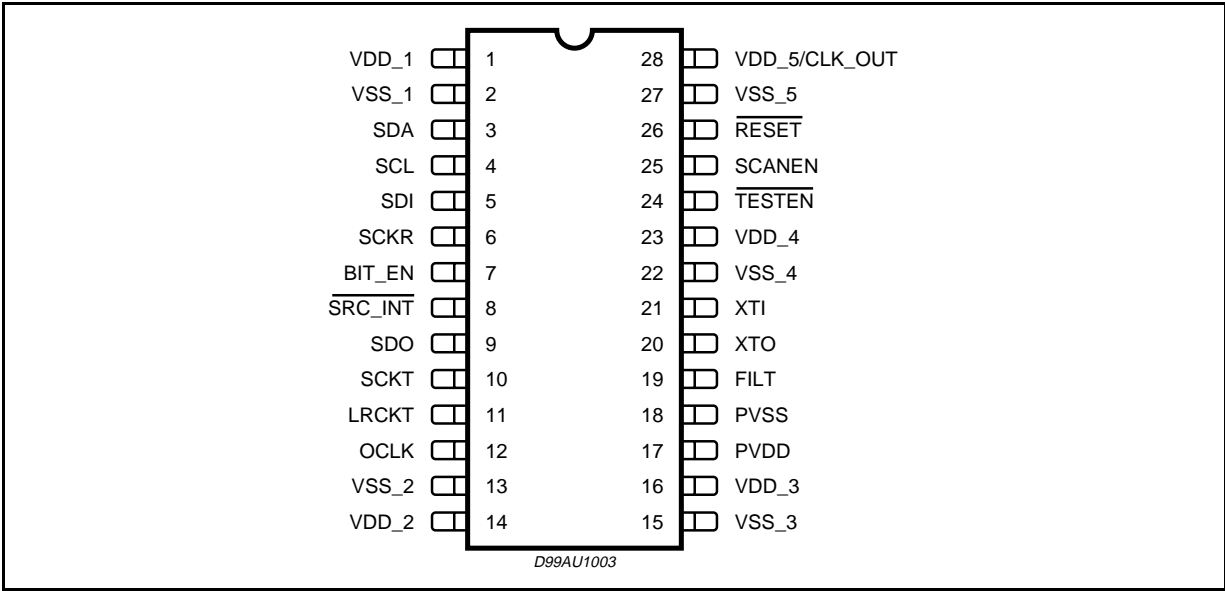 VDD_1 1 28 VDD_5/CLK_OUT
VSS_1 2 27 VSS_5
SDA 3 26 RESET
SCL 4 25 SCANEN
SDI 5 24 TESTEN
SCKR 6 23 VDD_4
BIT_EN 7 22 VSS_4
SRC_INT 8 21 XTI
SDO 9 20 XTO
SCKT 10 19 FILT
LRCKT 11 18 PVSS
OCLK 12 17 PVDD
VSS_2 13 16 VDD_3
VDD_2 14 15 VSS_3
D99AU1003